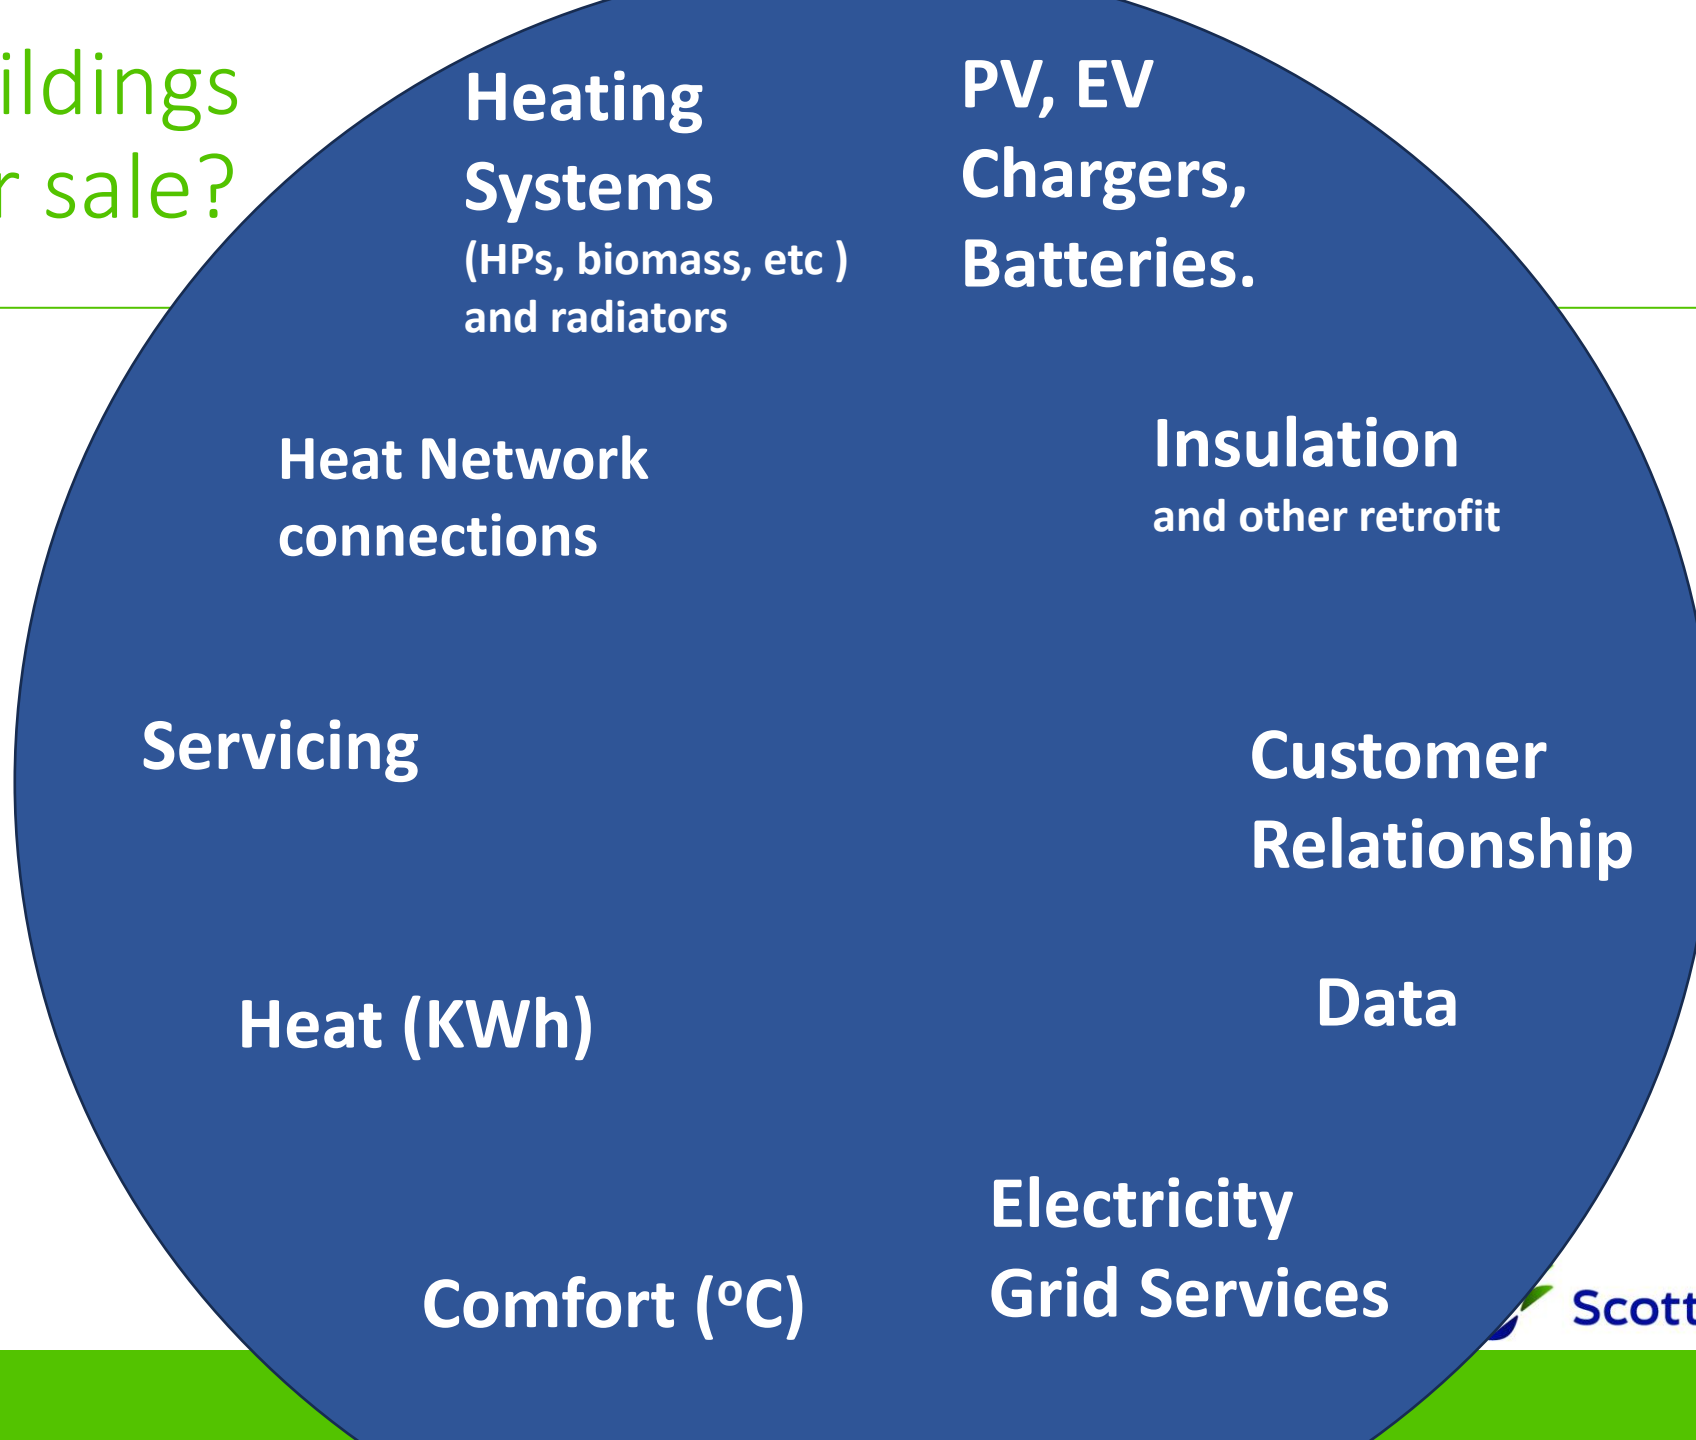 ildings
r sale?
Heating
Systems
(HPs, biomass, etc )
and radiators
PV, EV
Chargers,
Batteries.
Heat Network
connections
Insulation
and other retrofit
Servicing
Customer
Relationship
Heat (KWh)
Data
Comfort (ºC)
Electricity
Grid Services
Scott